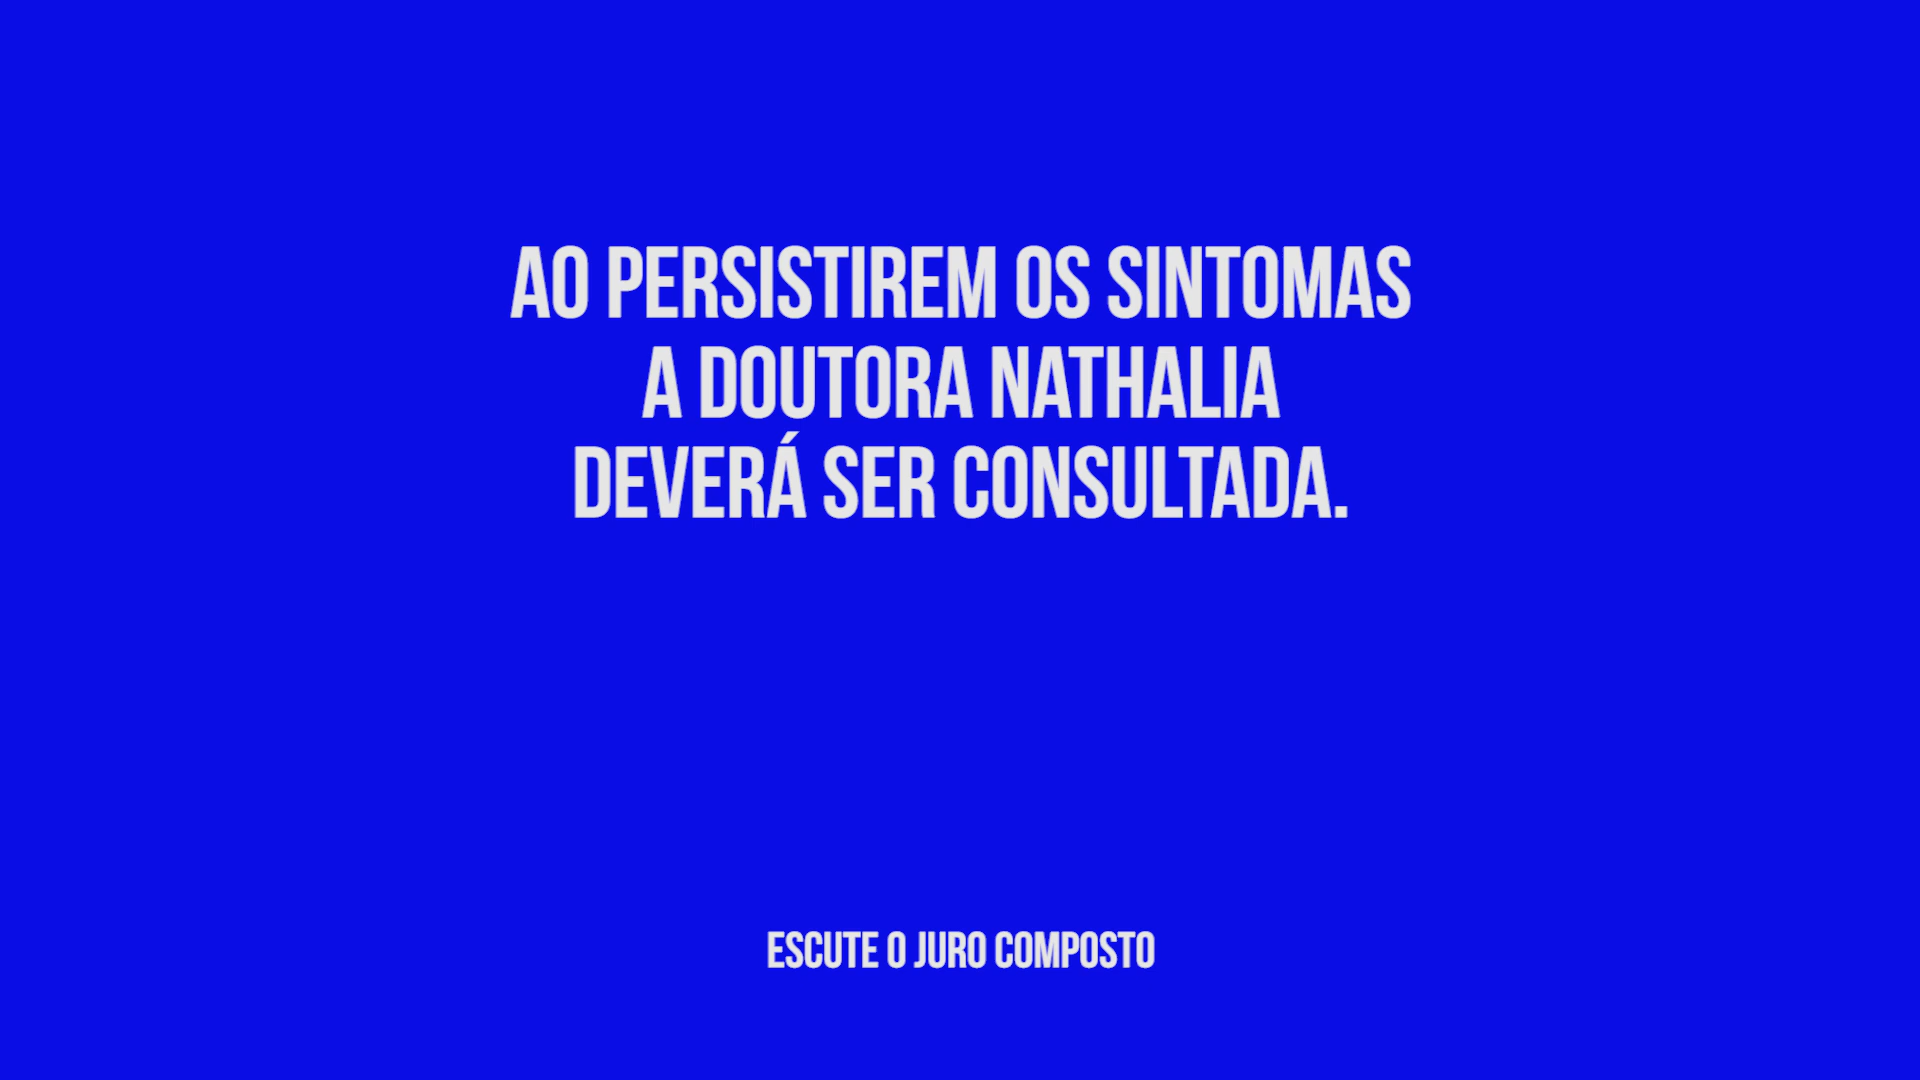 AO PERSISTIREM OS SINTOMAS
A DOUTORA NATHALIA
DEVERÁ SER CONSULTADA.
ESCUTE O JURO COMPOSTO